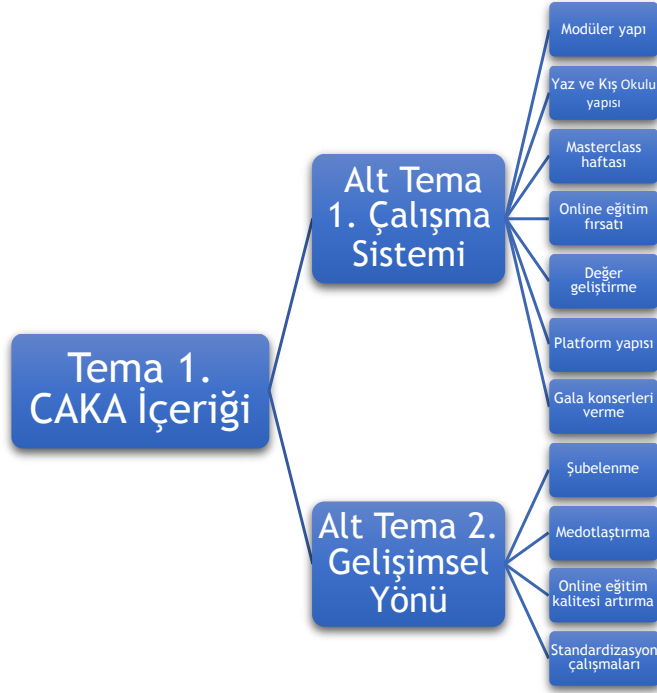 Tema 1.
CAKA İçeriği
Alt Tema
1. Çalışma
Sistemi
Modüler yapı
Yaz ve Kış Okulu
yapısı
Masterclass
haftası
Online eğitim
fırsatı
Değer
geliştirme
Platform yapısı
Gala konserleri
verme
Alt Tema 2.
Gelişimsel
Yönü
Şubelenme
Medotlaştırma
Online eğitim
kalitesi artırma
Standardizasyon
çalışmaları